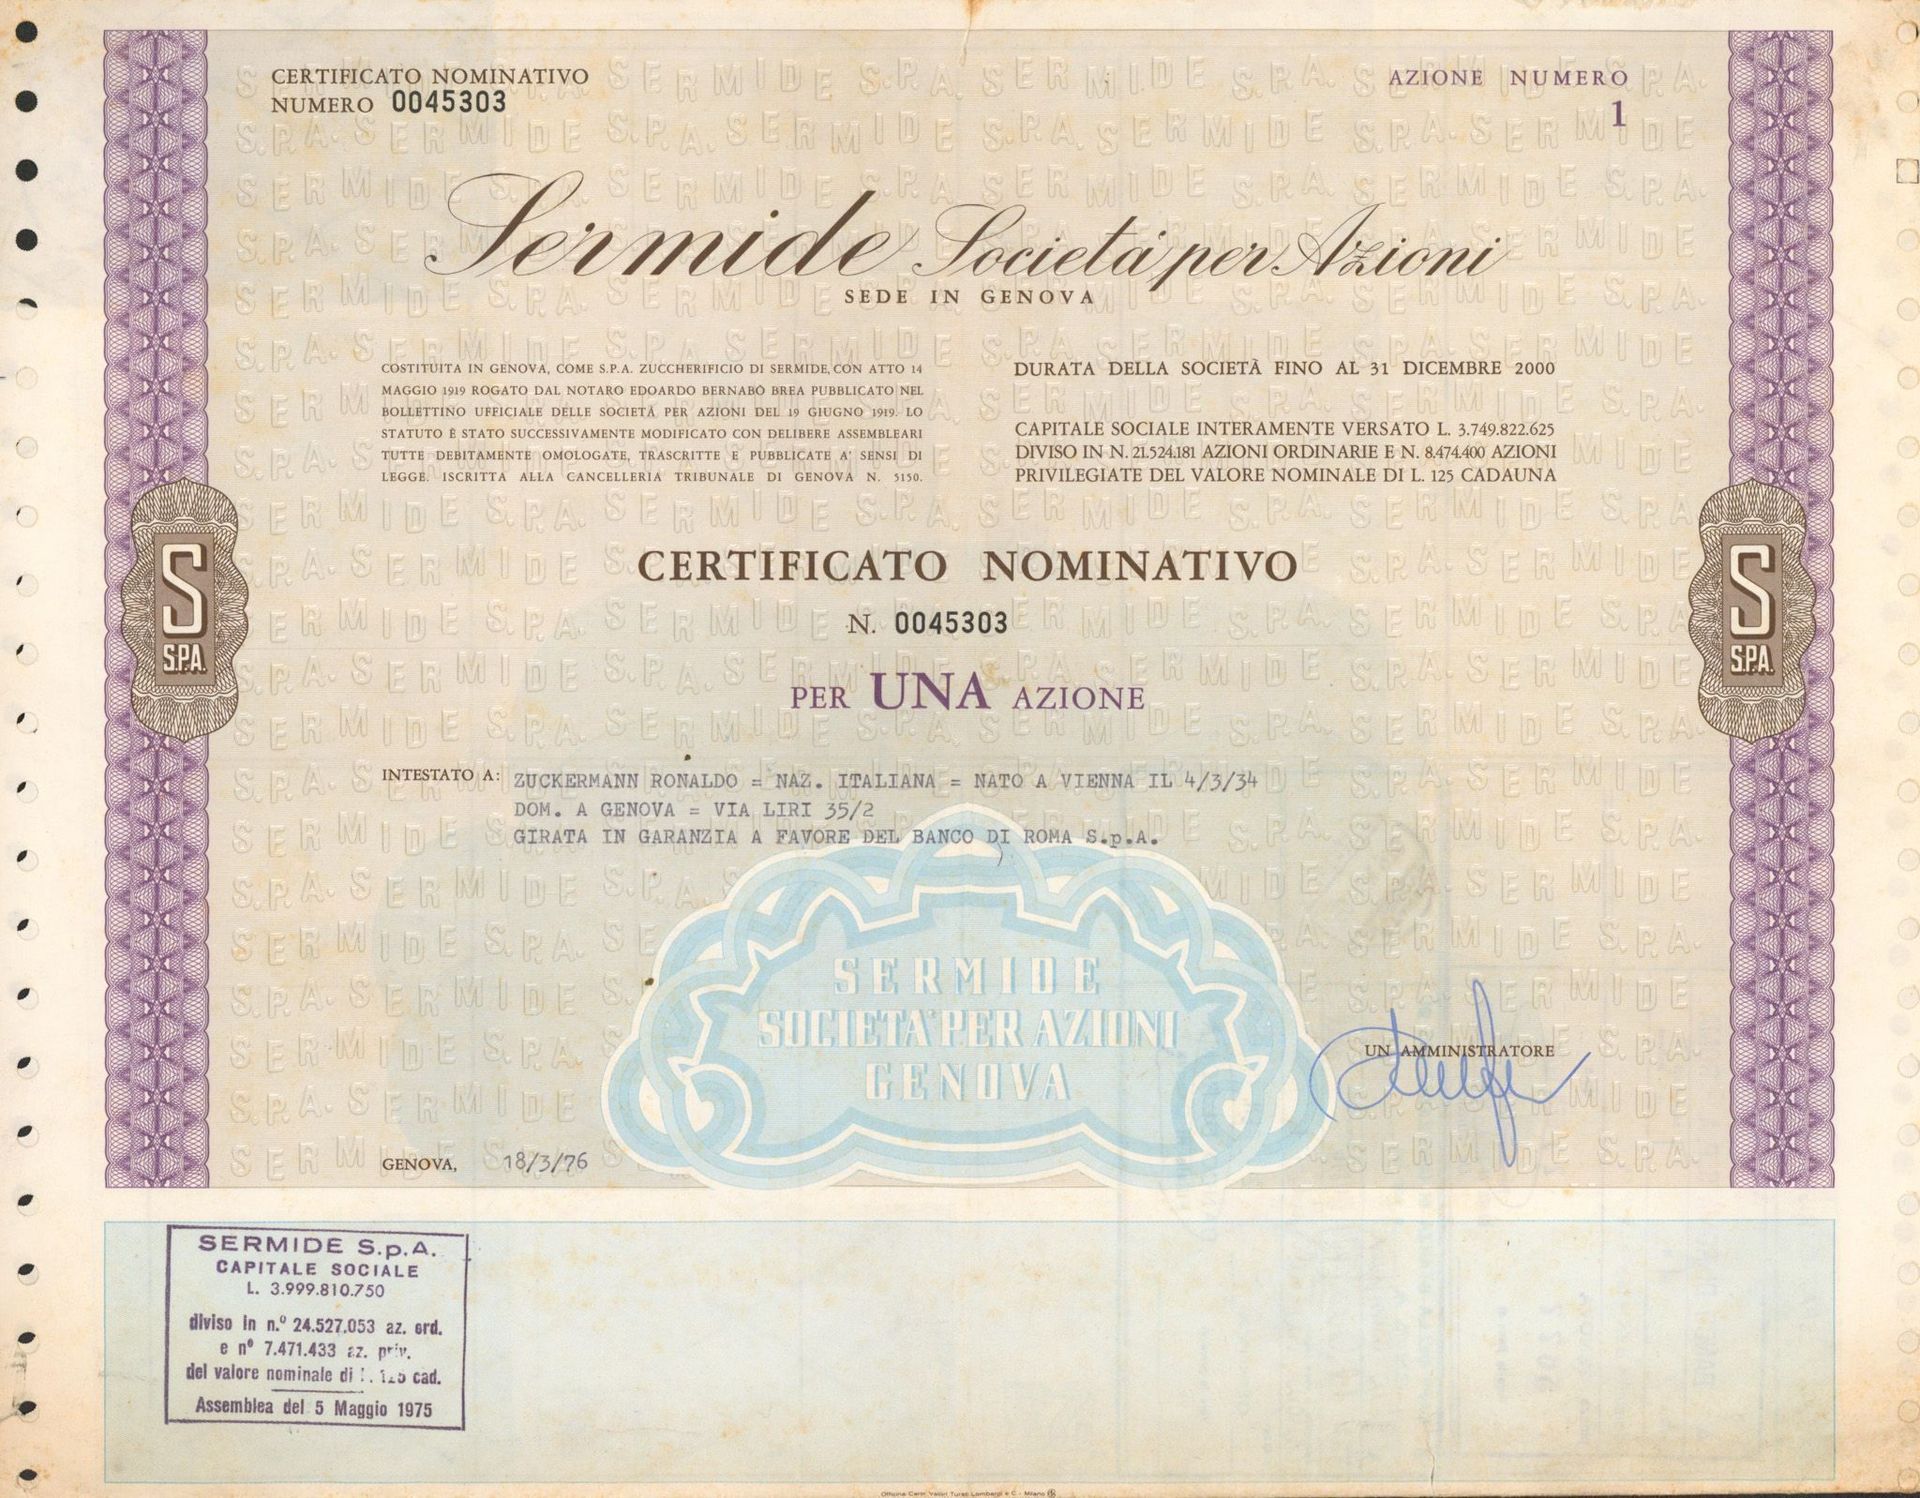 CERTIFICATO NOMINATIVO
NUMERO 0045303
AZIONE NUMERO
1
Sermide Società per Azioni
SEDE IN GENOVA
COSTITUITA IN GENOVA, COME S.P.A. ZUCCHERIFICIO DI SERMIDE, CON ATTO 14
MAGGIO 1919 ROGATO DAL NOTARO EDOARDO BERNABÒ BREA PUBBLICATO NEL
BOLLETTINO UFFICIALE DELLE SOCIETÀ PER AZIONI DEL 19 GIUGNO 1919. LO
STATUTO È STATO SUCCESSIVAMENTE MODIFICATO CON DELIBERE ASSEMBLEARI
TUTTE DEBITAMENTE OMOLOGATE, TRASCRITTE E PUBBLICATE A' SENSI DI
LEGGE. ISCRITTA ALLA CANCELLERIA TRIBUNALE DI GENOVA N. 5150.
DURATA DELLA SOCIETÀ FINO AL 31 DICEMBRE 2000
CAPITALE SOCIALE INTERAMENTE VERSATO L. 3.749.822.625
DIVISO IN N. 21.524.181 AZIONI ORDINARIE E N. 8.474.400 AZIONI
PRIVILEGIATE DEL VALORE NOMINALE DI L. 125 CADAUNA
S
S.P.A.
S
S.P.A.
CERTIFICATO NOMINATIVO
N. 0045303
PER UNA AZIONE
INTESTATO A: ZUCKERMANN RONALDO = NAZ. ITALIANA = NATO A VIENNA IL 4/3/34
DOM. A GENOVA = VIA LIRI 35/2
GIRATA IN GARANZIA A FAVORE DEL BANCO DI ROMA S.p.A.
SERMIDE
SOCIETA' PER AZIONI
GENOVA
UN AMMINISTRATORE
GENOVA, 18/3/76
SERMIDE S.p.A.
CAPITALE SOCIALE
L. 3.999.810.750
diviso in n.º 24.527.053 az. ord.
e nº 7.471.433 az. priv.
del valore nominale di L. 125 cad.
Assemblea del 5 Maggio 1975
Officina Carte Valori Turati Lombardi e C. - Milano